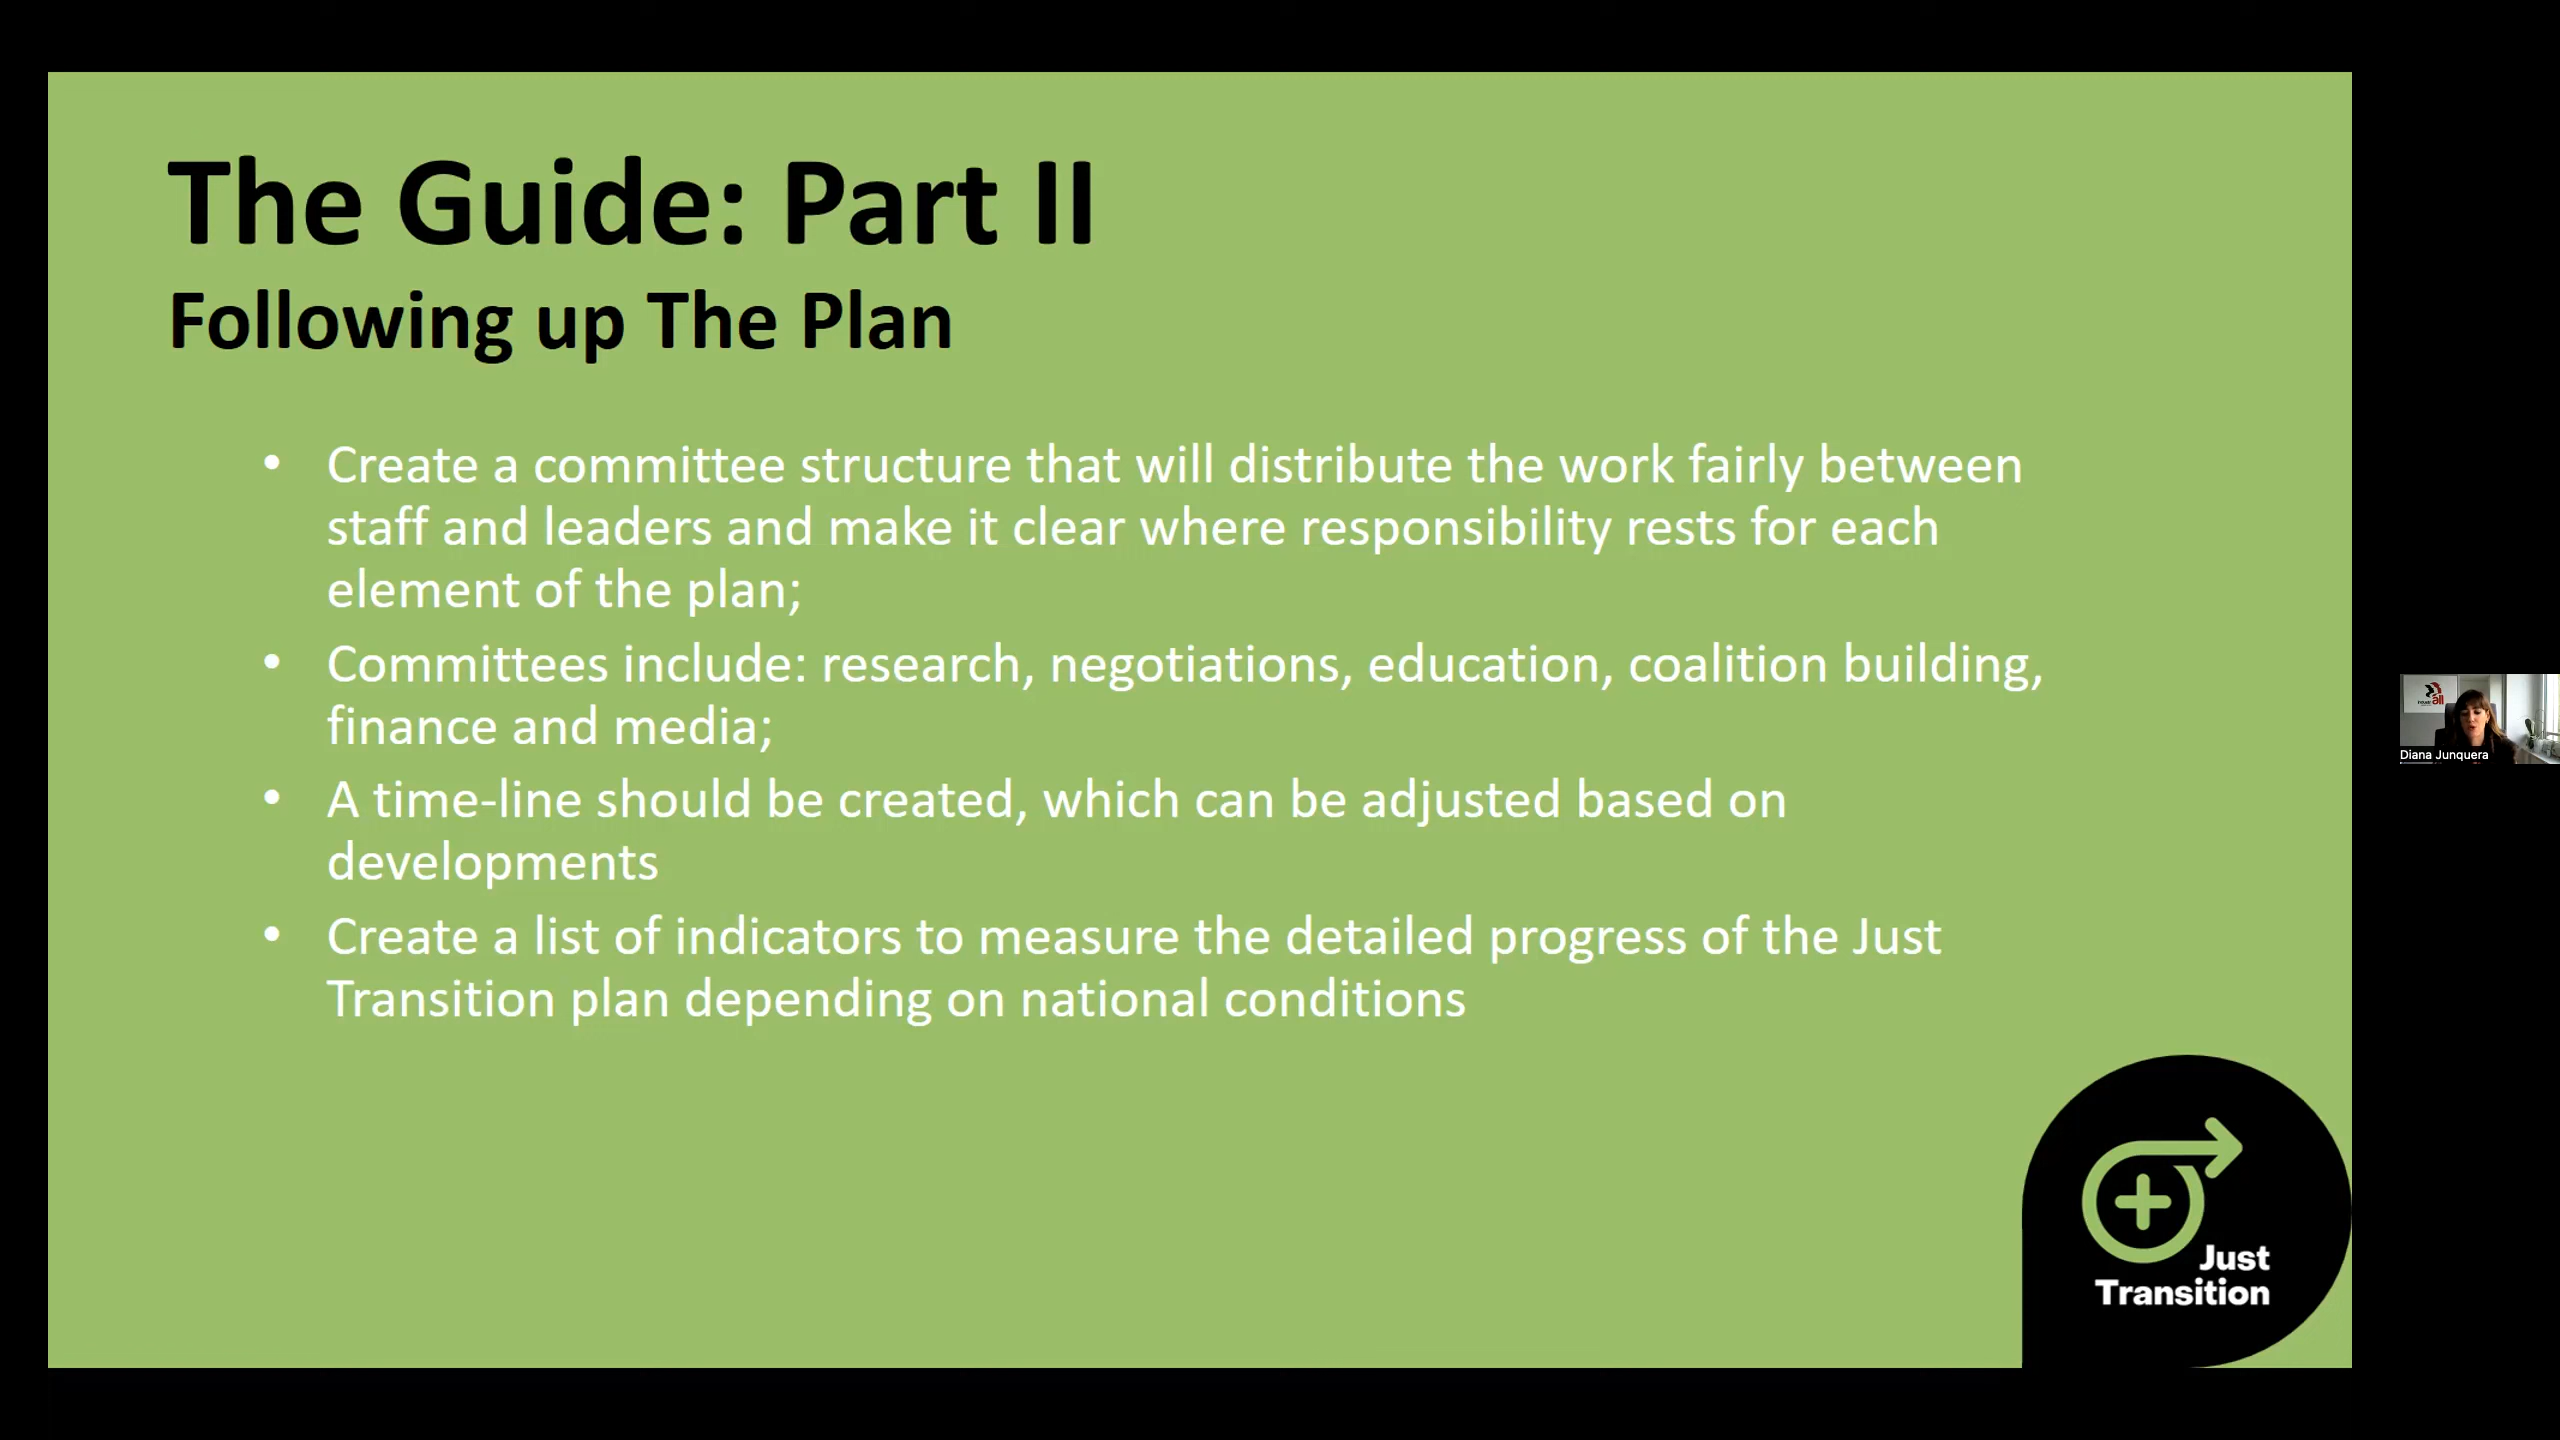 The Guide: Part II
Following up The Plan
• Create a committee structure that will distribute the work fairly between
staff and leaders and make it clear where responsibility rests for each
element of the plan;
• Committees include: research, negotiations, education, coalition building,
finance and media;
• A time-line should be created, which can be adjusted based on
developments
• Create a list of indicators to measure the detailed progress of the Just
Transition plan depending on national conditions
Just
Transition
all
Diana Junquera